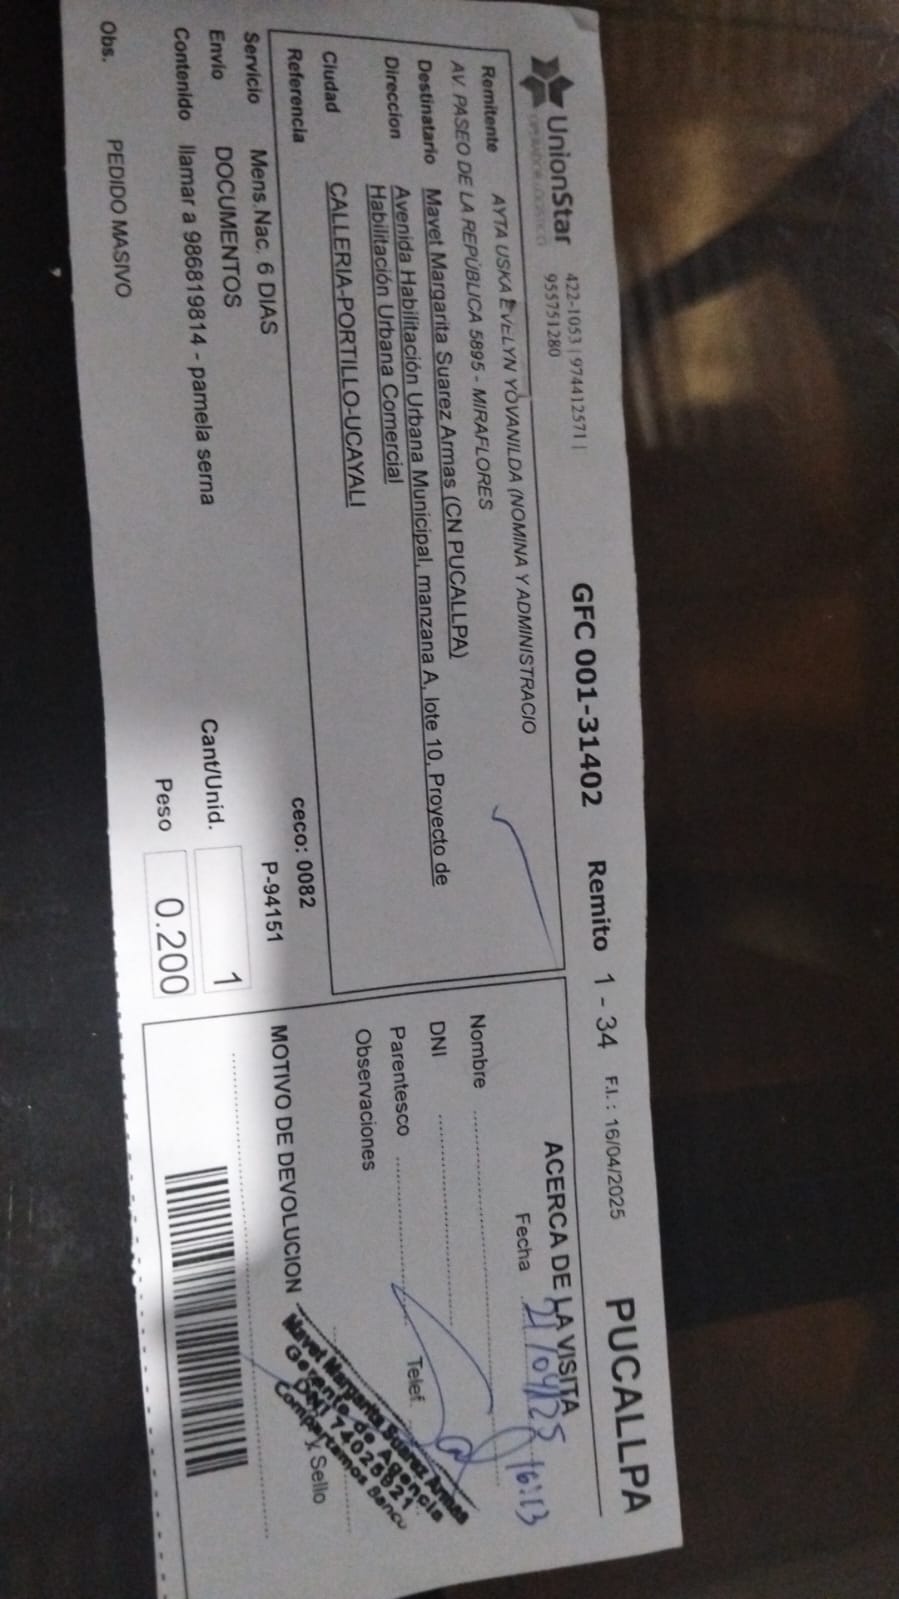 UnionStar
OPERADOR LOGISTICO
422-1053 | 974412571 |
955751280
GFC 001-31402
Remito 1 - 34
F.I. : 16/04/2025
PUCALLPA
Remitente AYTA USKA EVELYN YOVANILDA (NOMINA Y ADMINISTRACIO
AV. PASEO DE LA REPÚBLICA 5895 - MIRAFLORES
Destinatario Mavet Margarita Suarez Armas (CN PUCALLPA)
Direccion Avenida Habilitación Urbana Municipal, manzana A, lote 10, Proyecto de
Habilitación Urbana Comercial
Ciudad CALLERIA-PORTILLO-UCAYALI
Referencia
ceco: 0082
Servicio Mens.Nac. 6 DIAS
P-94151
Envio DOCUMENTOS
Cant/Unid. 1
Contenido llamar a 986819814 - pamela serna
Peso 0.200
Obs. PEDIDO MASIVO
ACERCA DE LA VISITA
Fecha 21/04/25 16:13
Nombre
DNI
Parentesco Telef.
Observaciones
MOTIVO DE DEVOLUCION
Mavet Margarita Suarez Armas
Gerente de Agencia
DNI 74025921
Compartamos Banco
y Sello